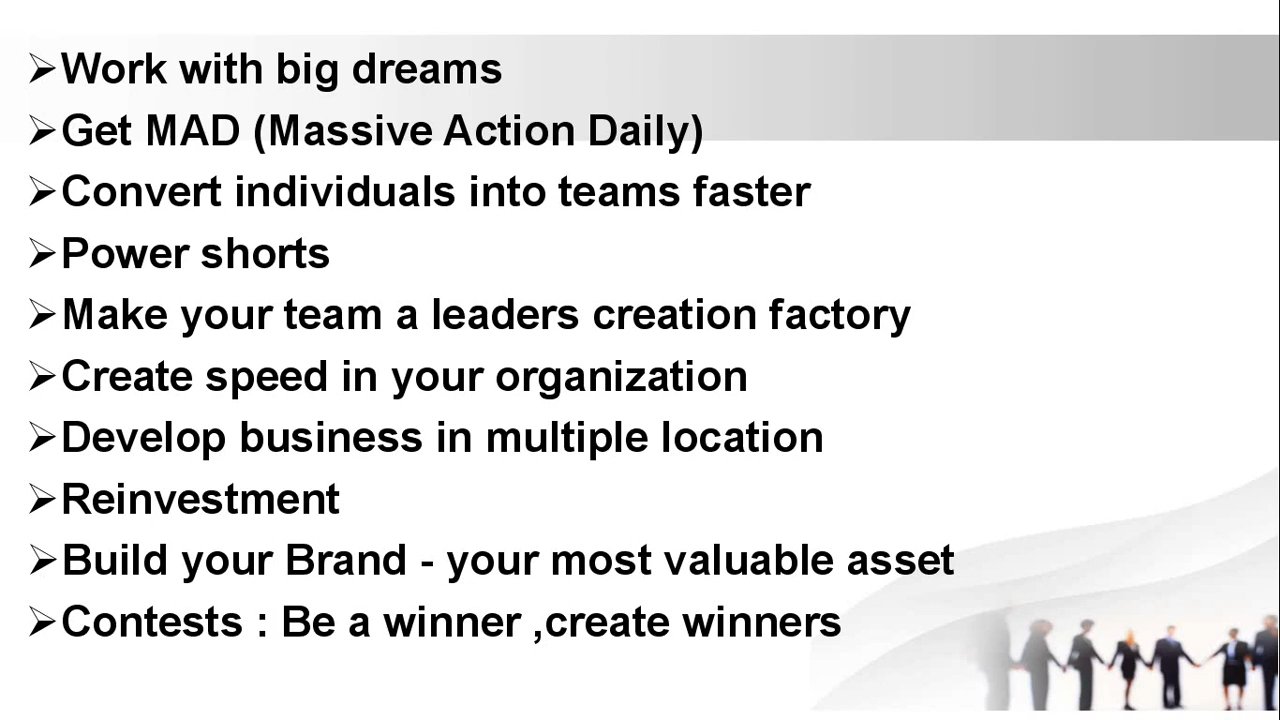 ➢Work with big dreams
➢Get MAD (Massive Action Daily)
➢Convert individuals into teams faster
➢Power shorts
➢Make your team a leaders creation factory
➢Create speed in your organization
➢Develop business in multiple location
➢Reinvestment
➢Build your Brand - your most valuable asset
➢Contests : Be a winner ,create winners